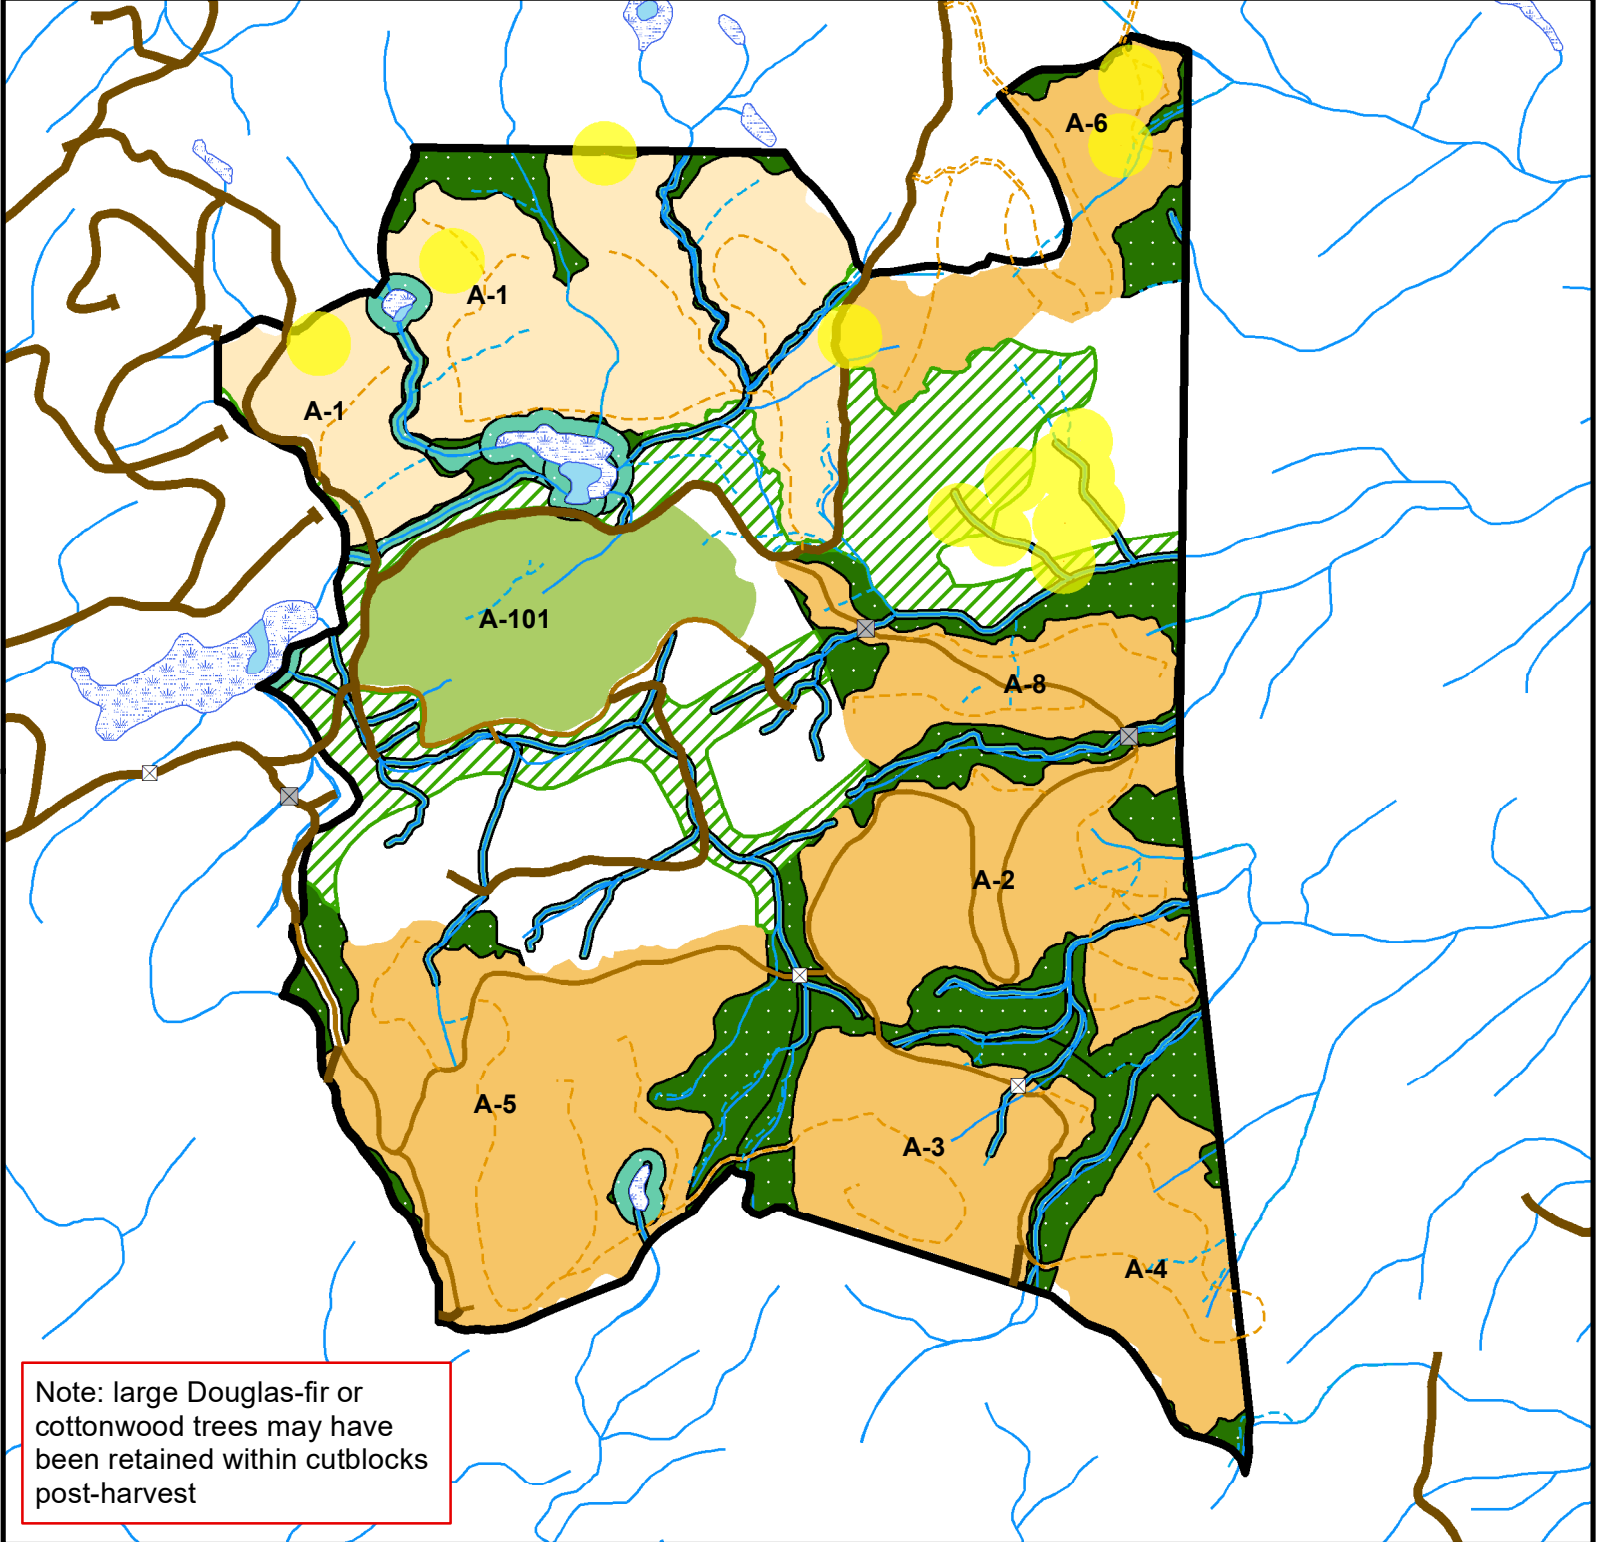 A-6
A-1
A-1
A-101
A-8
A-2
A-5
A-3
A-4
Note: large Douglas-fir or
cottonwood trees may have
been retained within cutblocks
post-harvest